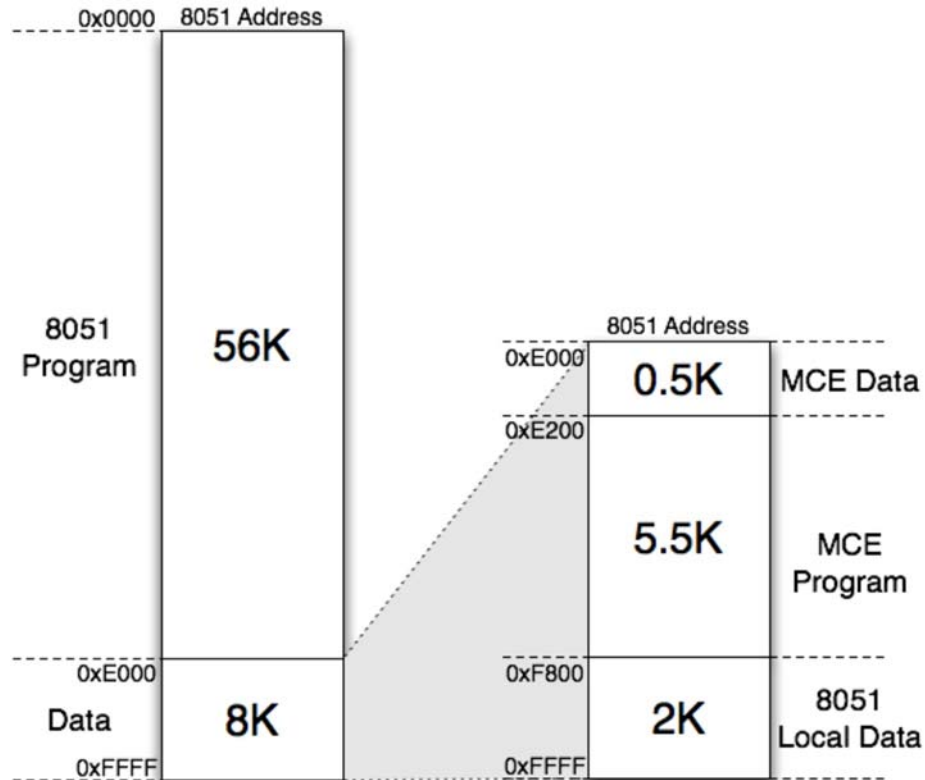 0x0000
8051 Address
8051
Program
56K
0xE000
Data
8K
0xFFFF
8051 Address
0xE000
0.5K
MCE Data
0xE200
5.5K
MCE
Program
0xF800
2K
8051
Local Data
0xFFFF